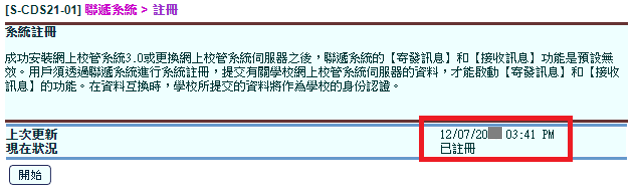 [S-CDS21-01] 聯遞系統 > 註冊
系統註冊
成功安裝網上校管系統3.0或更換網上校管系統伺服器之後，聯遞系統的【寄發訊息】和【接收訊息】功能是預設無
效。用戶須透過聯遞系統進行系統註冊，提交有關學校網上校管系統伺服器的資料，才能啟動【寄發訊息】和【接收
訊息】的功能。在資料互換時，學校所提交的資料將作為學校的身份認證。
上次更新 12/07/20 03:41 PM
現在狀況 已註冊
開始